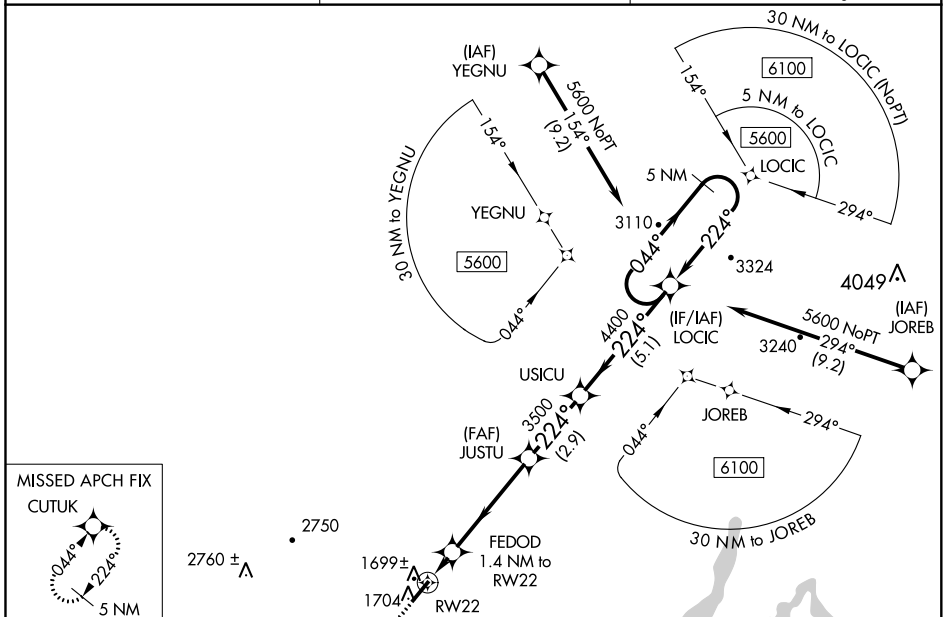 30 NM to LOCIC (NoPT)
6100
154°
5 NM to LOCIC
5600
LOCIC
294°
(IAF)
YEGNU
5600 NoPT
154°
(9.2)
30 NM to YEGNU
154°
YEGNU
5600
044°
5 NM
3110
044°
224°
3324
4049
(IAF)
JOREB
5600 NoPT
294°
(9.2)
3240
(IF/IAF)
LOCIC
4400
224°
(5.1)
USICU
3500
224°
(2.9)
(FAF)
JUSTU
044°
JOREB
294°
6100
30 NM to JOREB
MISSED APCH FIX
CUTUK
044°
224°
5 NM
2760 ±
2750
1699±
1704
FEDOD
1.4 NM to
RW22
RW22